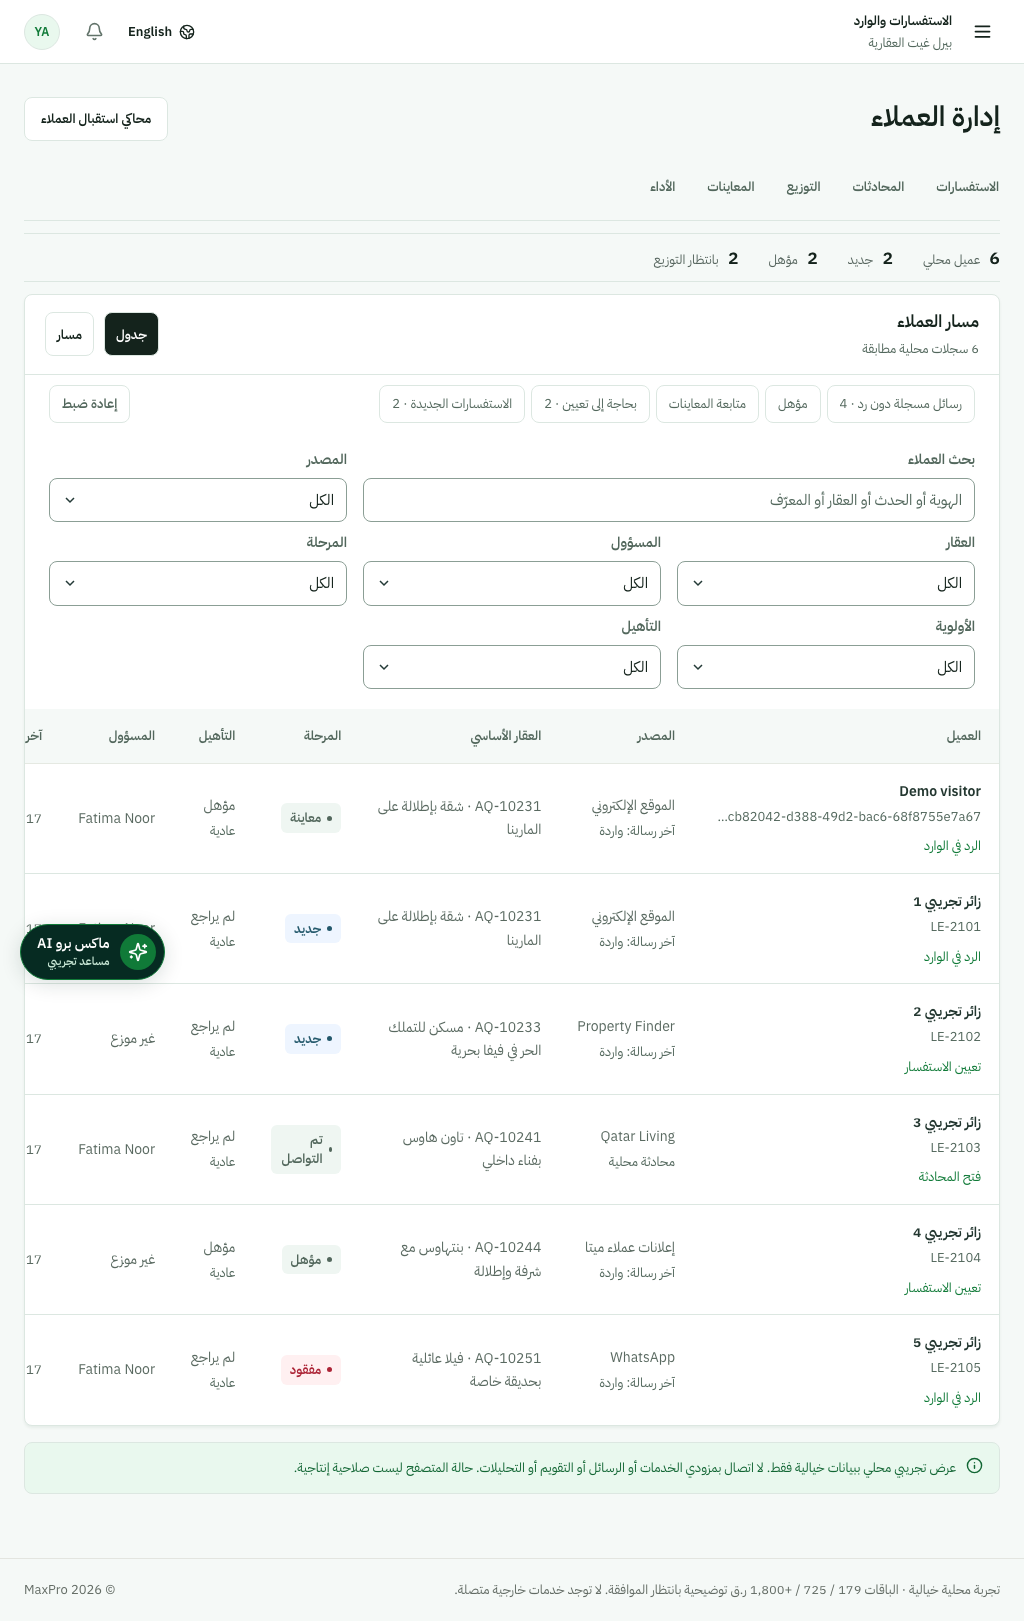 الاستفسارات والوارد
بيرل غيت العقارية
English
YA
إدارة العملاء
محاكي استقبال العملاء
الاستفسارات
المحادثات
التوزيع
المعاينات
الأداء
6 عميل محلي
2 جديد
2 مؤهل
2 بانتظار التوزيع
مسار العملاء
6 سجلات محلية مطابقة
جدول
مسار
رسائل مسجلة دون رد · 4
مؤهل
متابعة المعاينات
بحاجة إلى تعيين · 2
الاستفسارات الجديدة · 2
إعادة ضبط
بحث العملاء
المصدر
الهوية أو الحدث أو العقار أو المعرّف
الكل
العقار
المسؤول
المرحلة
الكل
الكل
الكل
الأولوية
التأهيل
الكل
الكل
العميل
المصدر
العقار الأساسي
المرحلة
التأهيل
المسؤول
آخر
Demo visitor
cb82042-d388-49d2-bac6-68f8755e7a67...
الرد في الوارد
الموقع الإلكتروني
آخر رسالة: واردة
AQ-10231 · شقة بإطلالة على
المارينا
معاينة
مؤهل
عادية
Fatima Noor
17
زائر تجريبي 1
LE-2101
الرد في الوارد
الموقع الإلكتروني
آخر رسالة: واردة
AQ-10231 · شقة بإطلالة على
المارينا
جديد
لم يراجع
عادية
ماكس برو AI
مساعد تجريبي
زائر تجريبي 2
LE-2102
تعيين الاستفسار
Property Finder
آخر رسالة: واردة
AQ-10233 · مسكن للتملك
الحر في فيفا بحرية
جديد
لم يراجع
عادية
غير موزع
17
زائر تجريبي 3
LE-2103
فتح المحادثة
Qatar Living
محادثة محلية
AQ-10241 · تاون هاوس
بفناء داخلي
تم
التواصل
لم يراجع
عادية
Fatima Noor
17
زائر تجريبي 4
LE-2104
تعيين الاستفسار
إعلانات عملاء ميتا
آخر رسالة: واردة
AQ-10244 · بنتهاوس مع
شرفة وإطلالة
مؤهل
مؤهل
عادية
غير موزع
17
زائر تجريبي 5
LE-2105
الرد في الوارد
WhatsApp
آخر رسالة: واردة
AQ-10251 · فيلا عائلية
بحديقة خاصة
مفقود
لم يراجع
عادية
Fatima Noor
17
عرض تجريبي محلي ببيانات خيالية فقط. لا اتصال بمزودي الخدمات أو الرسائل أو التقويم أو التحليلات. حالة المتصفح ليست صلاحية إنتاجية.
تجربة محلية خيالية · الباقات 179 / 725 / +1,800 ر.ق توضيحية بانتظار الموافقة. لا توجد خدمات خارجية متصلة.
© 2026 MaxPro